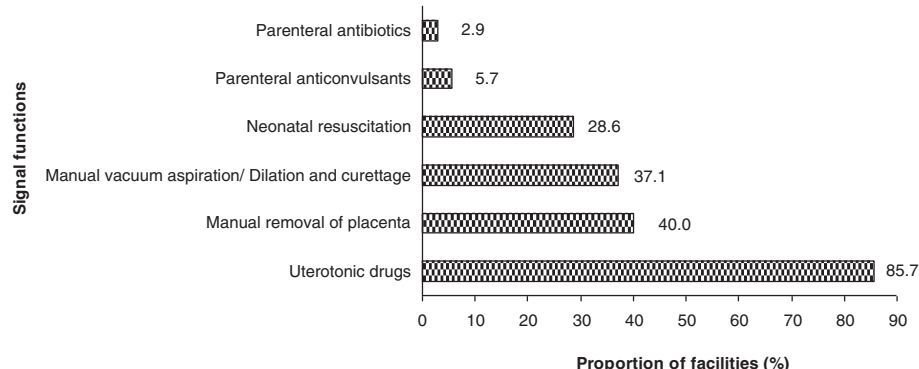 Parenteral antibiotics 2.9
Parenteral anticonvulsants 5.7
Neonatal resuscitation 28.6
Manual vacuum aspiration/ Dilation and curettage 37.1
Manual removal of placenta 40.0
Uterotonic drugs 85.7
Signal functions
0 10 20 30 40 50 60 70 80 90
Proportion of facilities (%)